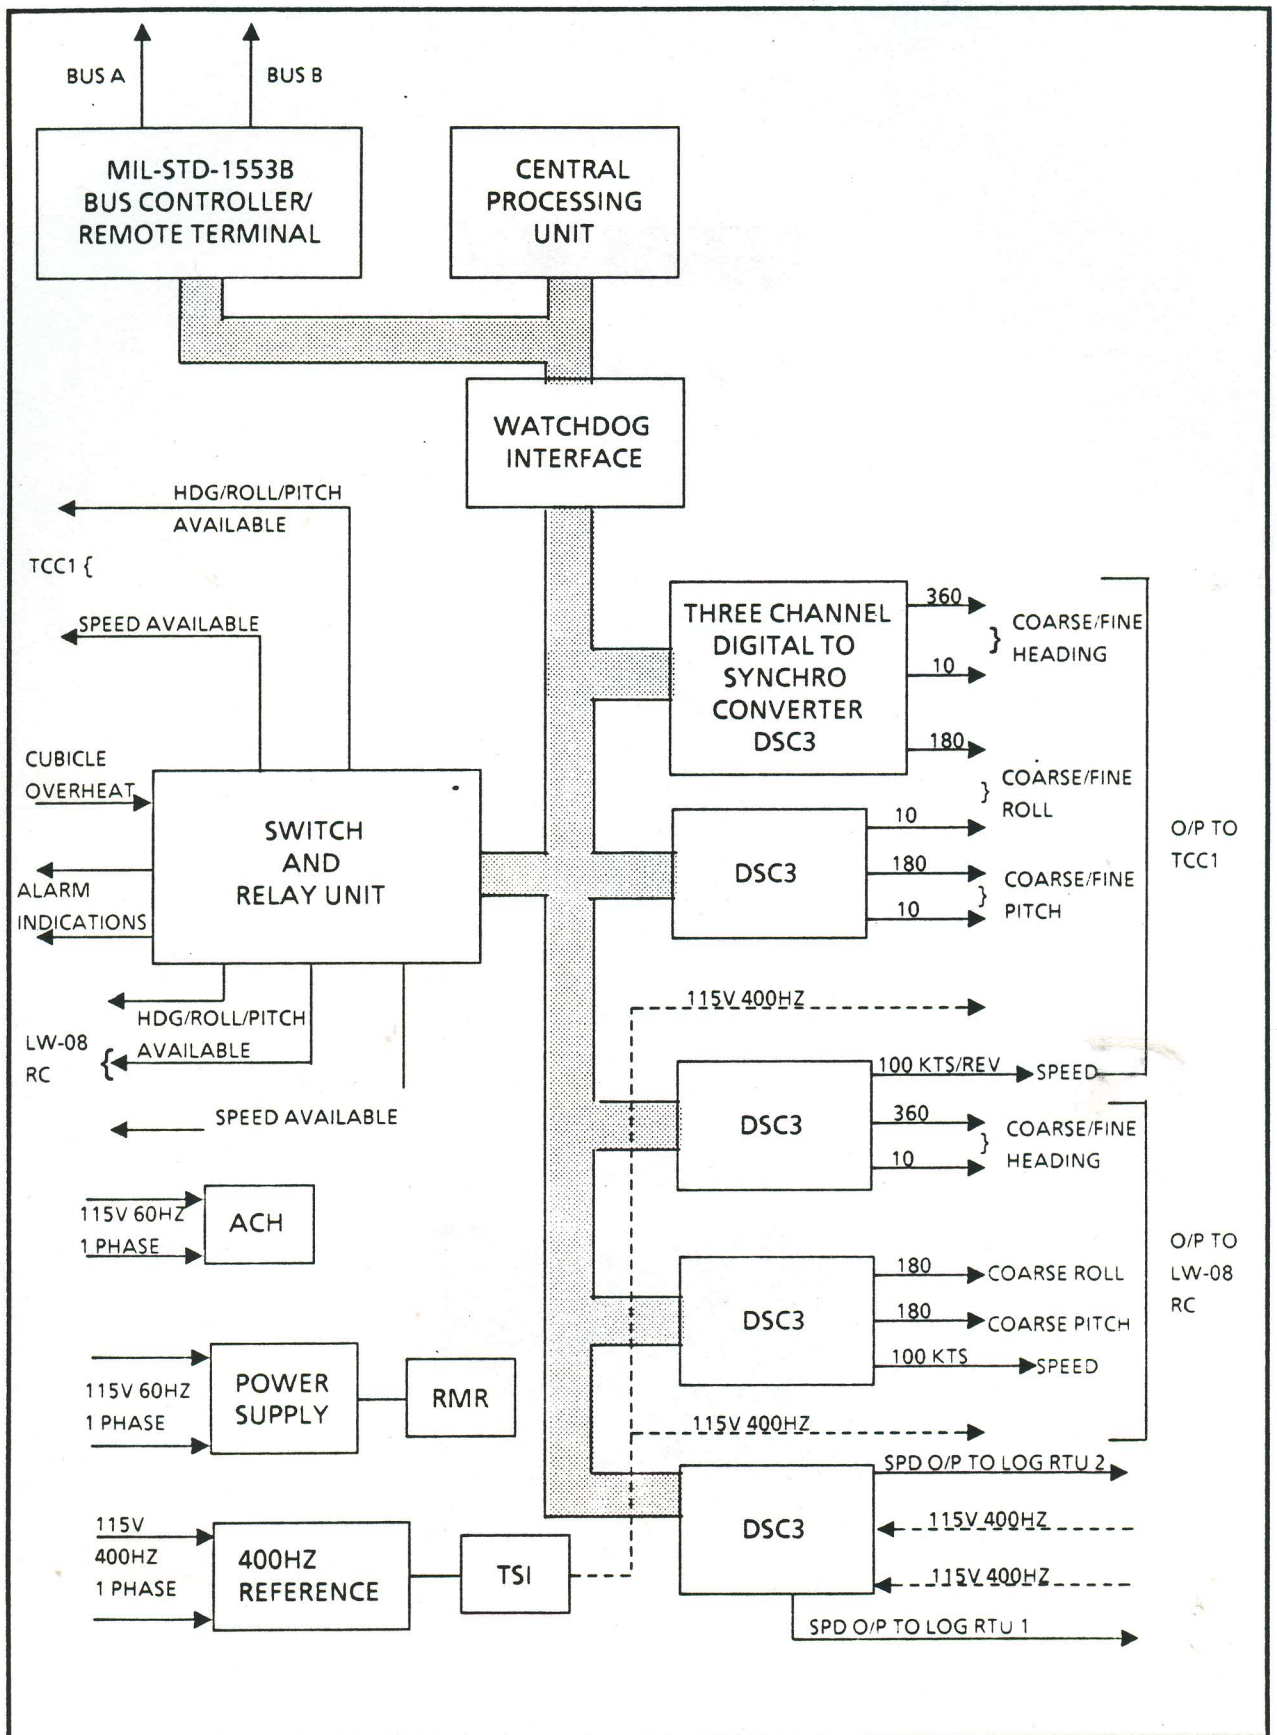 BUS A
BUS B
MIL-STD-1553B
BUS CONTROLLER/
REMOTE TERMINAL
CENTRAL
PROCESSING
UNIT
WATCHDOG
INTERFACE
HDG/ROLL/PITCH
AVAILABLE
TCC1 {
SPEED AVAILABLE
THREE CHANNEL
DIGITAL TO
SYNCHRO
CONVERTER
DSC3
360
10
180
} COARSE/FINE
HEADING
CUBICLE
OVERHEAT
SWITCH
AND
RELAY UNIT
ALARM
INDICATIONS
} COARSE/FINE
ROLL
DSC3
10
180
10
} COARSE/FINE
PITCH
O/P TO
TCC1
HDG/ROLL/PITCH
AVAILABLE
LW-08
RC {
SPEED AVAILABLE
115V 400HZ
DSC3
100 KTS/REV
SPEED
360
10
} COARSE/FINE
HEADING
115V 60HZ
1 PHASE
ACH
DSC3
180
COARSE ROLL
180
COARSE PITCH
100 KTS
SPEED
O/P TO
LW-08
RC
115V 60HZ
1 PHASE
POWER
SUPPLY
RMR
115V 400HZ
SPD O/P TO LOG RTU 2
DSC3
115V 400HZ
115V 400HZ
SPD O/P TO LOG RTU 1
115V
400HZ
1 PHASE
400HZ
REFERENCE
TSI